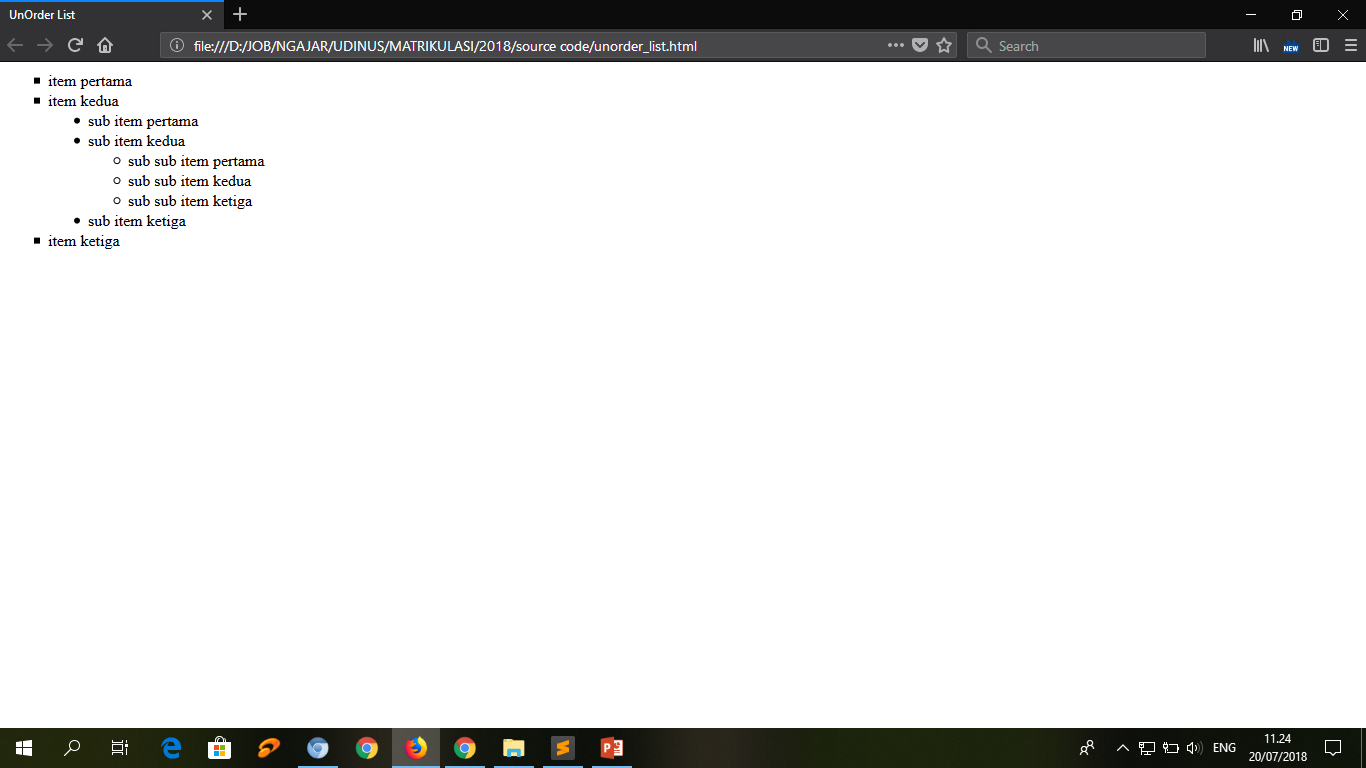 UnOrder List
file:///D:/JOB/NGAJAR/UDINUS/MATRIKULASI/2018/source code/unorder_list.html
Search
NEW
item pertama
item kedua
sub item pertama
sub item kedua
sub sub item pertama
sub sub item kedua
sub sub item ketiga
sub item ketiga
item ketiga
ENG
11.24
20/07/2018